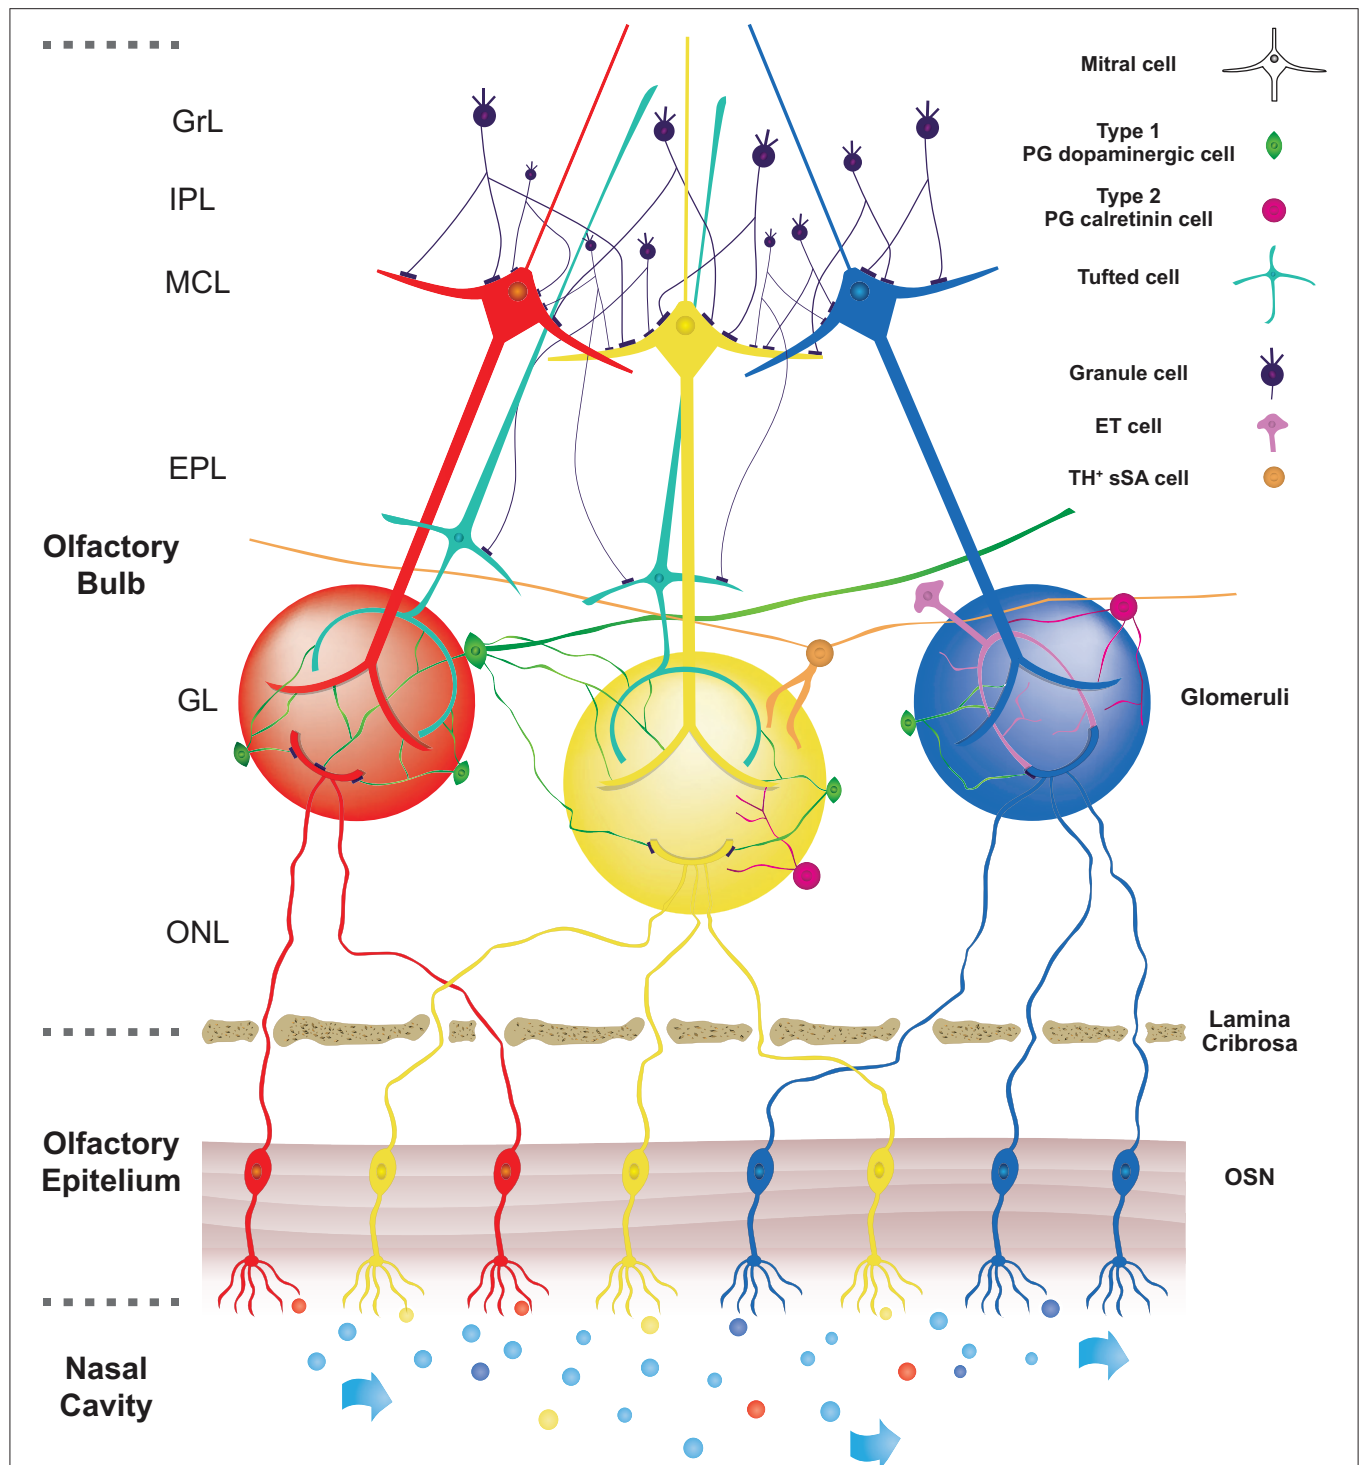 GrL
IPL
MCL
EPL
Olfactory
Bulb
GL
ONL
Olfactory
Epitelium
Nasal
Cavity
Mitral cell
Type 1
PG dopaminergic cell
Type 2
PG calretinin cell
Tufted cell
Granule cell
ET cell
TH+ sSA cell
Glomeruli
Lamina
Cribrosa
OSN